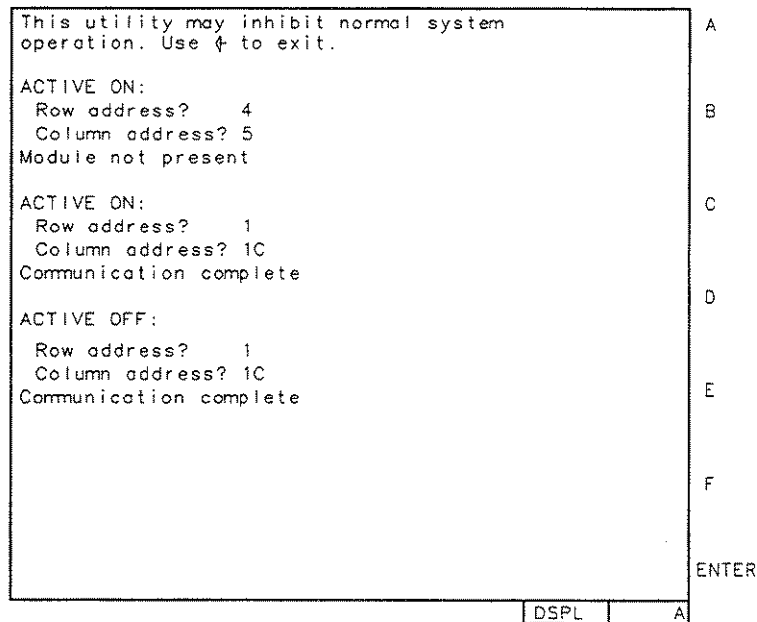 This utility may inhibit normal system
operation. Use to exit.
ACTIVE ON:
Row address? 4
Column address? 5
Module not present
ACTIVE ON:
Row address? 1
Column address? 1C
Communication complete
ACTIVE OFF:
Row address? 1
Column address? 1C
Communication complete
A
B
C
D
E
F
ENTER
DSPL A